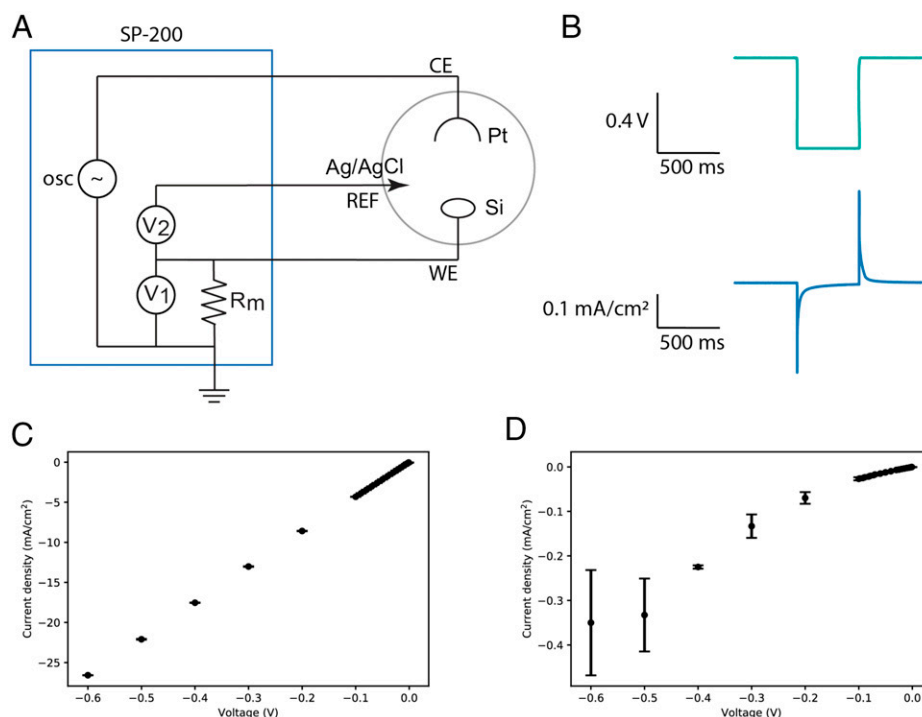 A
SP-200
CE
Pt
Ag/AgCl
REF
osc
~
V2
Si
V1
Rm
WE
B
0.4 V
500 ms
0.1 mA/cm²
500 ms
C
Current density (mA/cm²)
0
−5
−10
−15
−20
−25
−0.6 −0.5 −0.4 −0.3 −0.2 −0.1 0.0
Voltage (V)
D
Current density (mA/cm²)
0.0
−0.1
−0.2
−0.3
−0.4
−0.6 −0.5 −0.4 −0.3 −0.2 −0.1 0.0
Voltage (V)